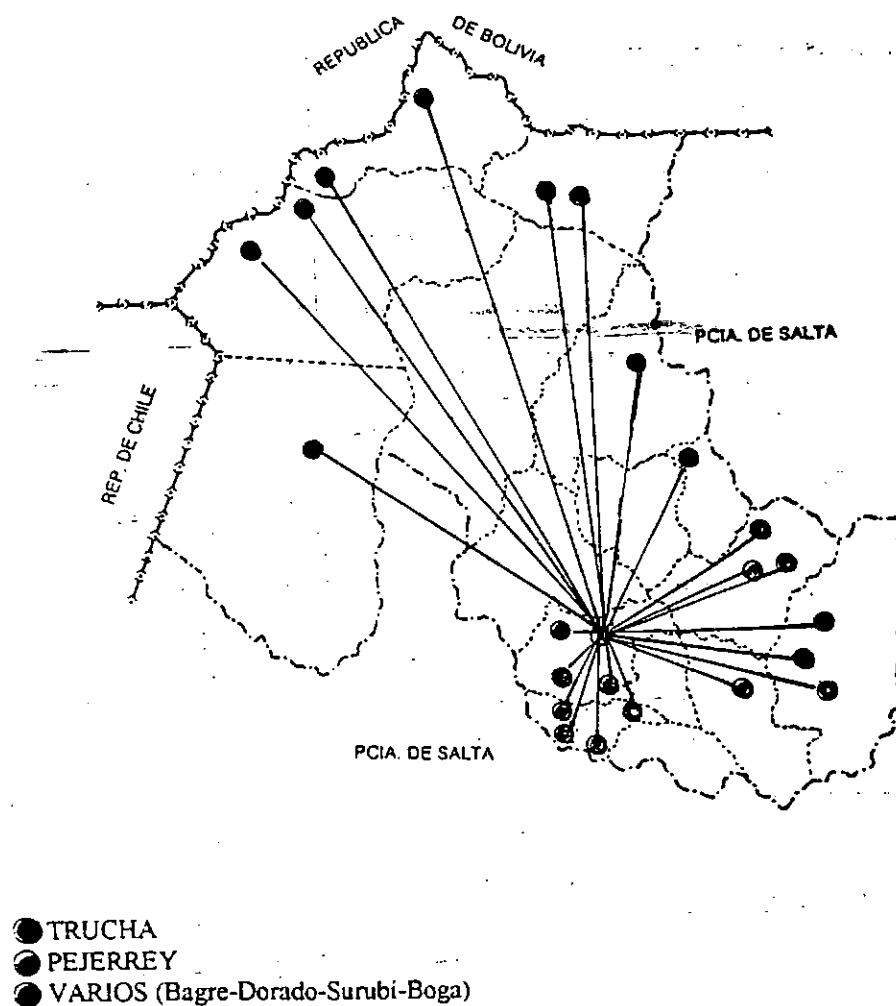 REPUBLICA DE BOLIVIA
PCIA. DE SALTA
REP. DE CHILE
PCIA. DE SALTA
TRUCHA
PEJERREY
VARIOS (Bagre-Dorado-Surubí-Boga)